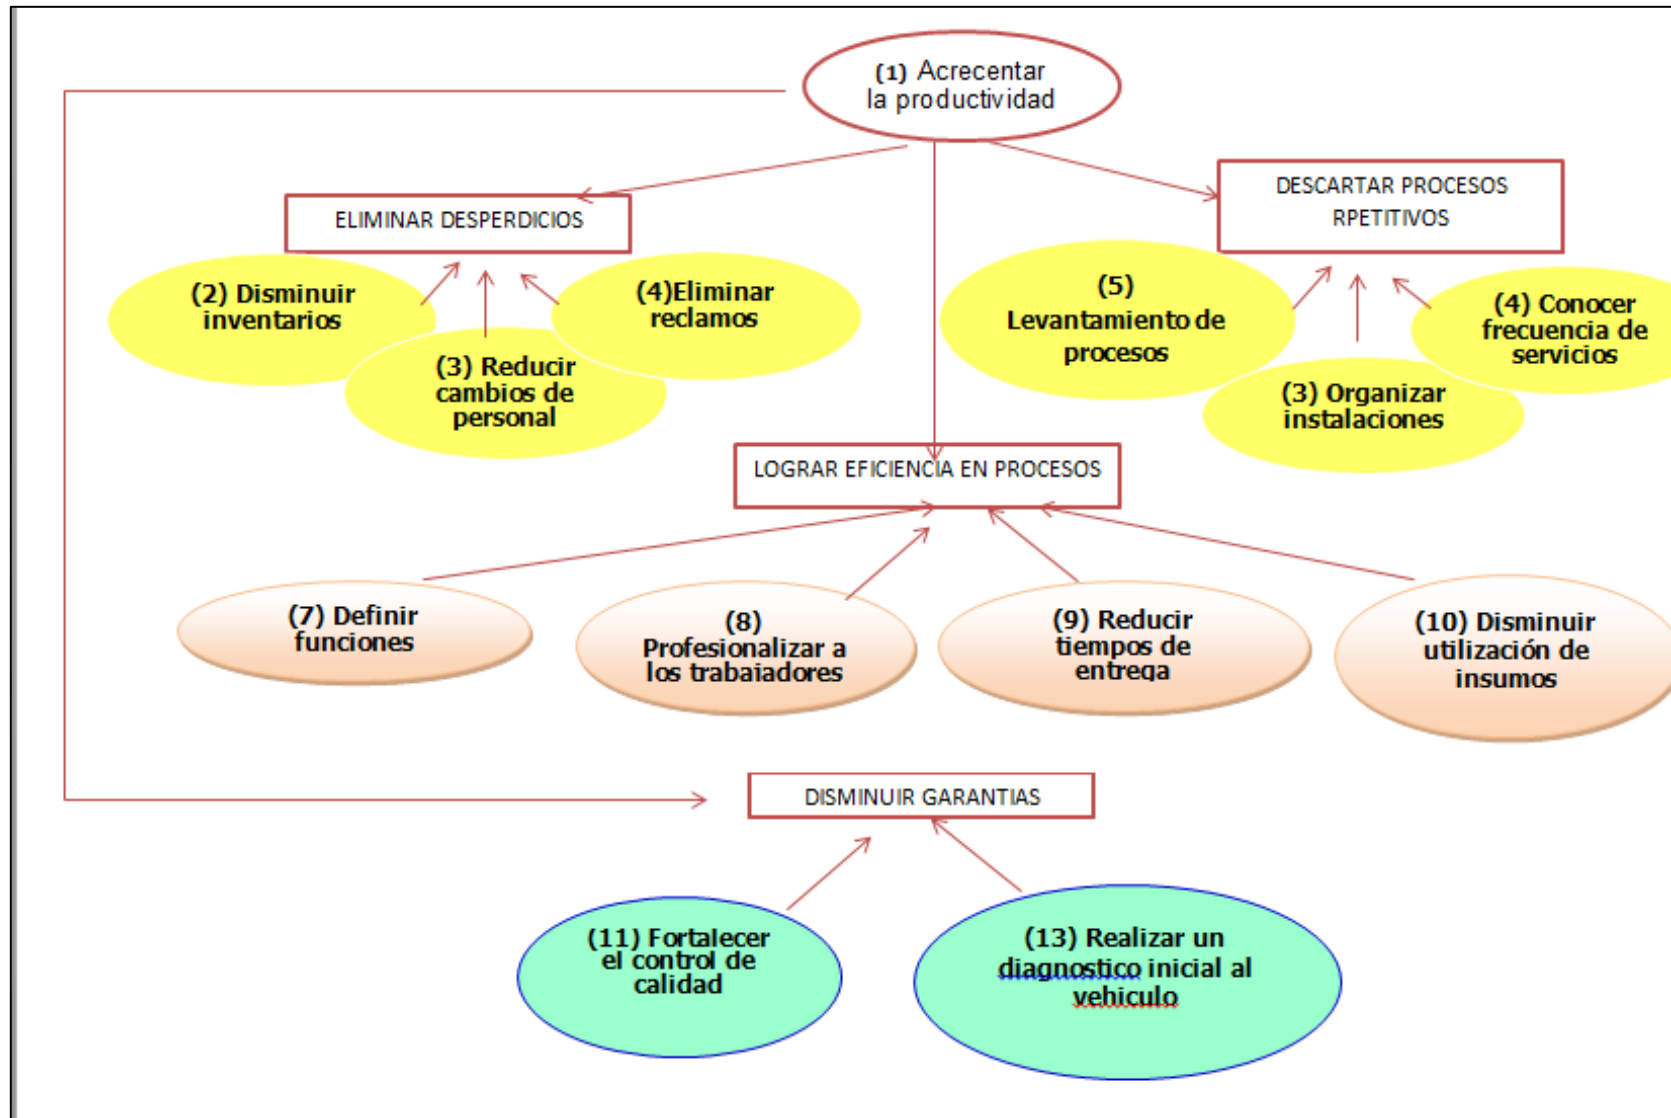 (1) Acrecentar
la productividad
ELIMINAR DESPERDICIOS
DESCARTAR PROCESOS
RPETITIVOS
(2) Disminuir
inventarios
(4)Eliminar
reclamos
(3) Reducir
cambios de
personal
(5)
Levantamiento de
procesos
(4) Conocer
frecuencia de
servicios
(3) Organizar
instalaciones
LOGRAR EFICIENCIA EN PROCESOS
(7) Definir
funciones
(8)
Profesionalizar a
los trabajadores
(9) Reducir
tiempos de
entrega
(10) Disminuir
utilización de
insumos
DISMINUIR GARANTIAS
(11) Fortalecer
el control de
calidad
(13) Realizar un
diagnostico inicial al
vehiculo